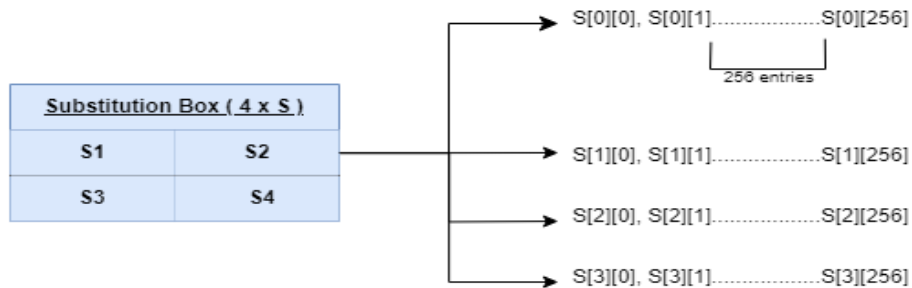 S[0][0], S[0][1]..................S[0][256]
256 entries
Substitution Box ( 4 x S )
S1 S2
S3 S4
S[1][0], S[1][1]..................S[1][256]
S[2][0], S[2][1]..................S[2][256]
S[3][0], S[3][1]..................S[3][256]